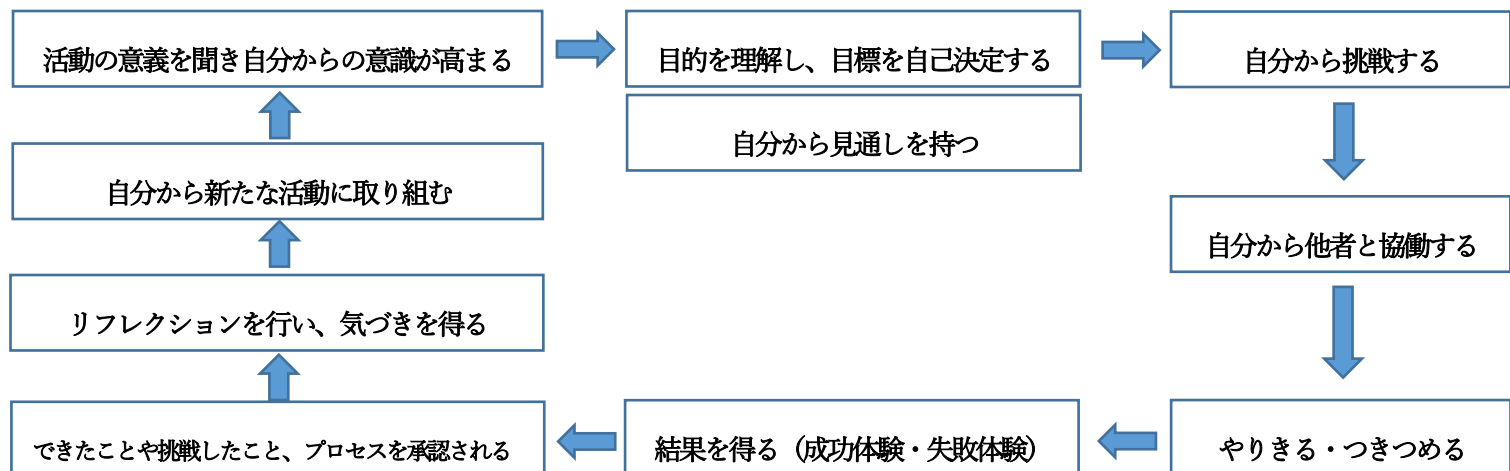 活動の意義を聞き自分からの意識が高まる
目的を理解し、目標を自己決定する
自分から見通しを持つ
自分から挑戦する
自分から他者と協働する
やりきる・つきつめる
結果を得る（成功体験・失敗体験）
できたことや挑戦したこと、プロセスを承認される
リフレクションを行い、気づきを得る
自分から新たな活動に取り組む